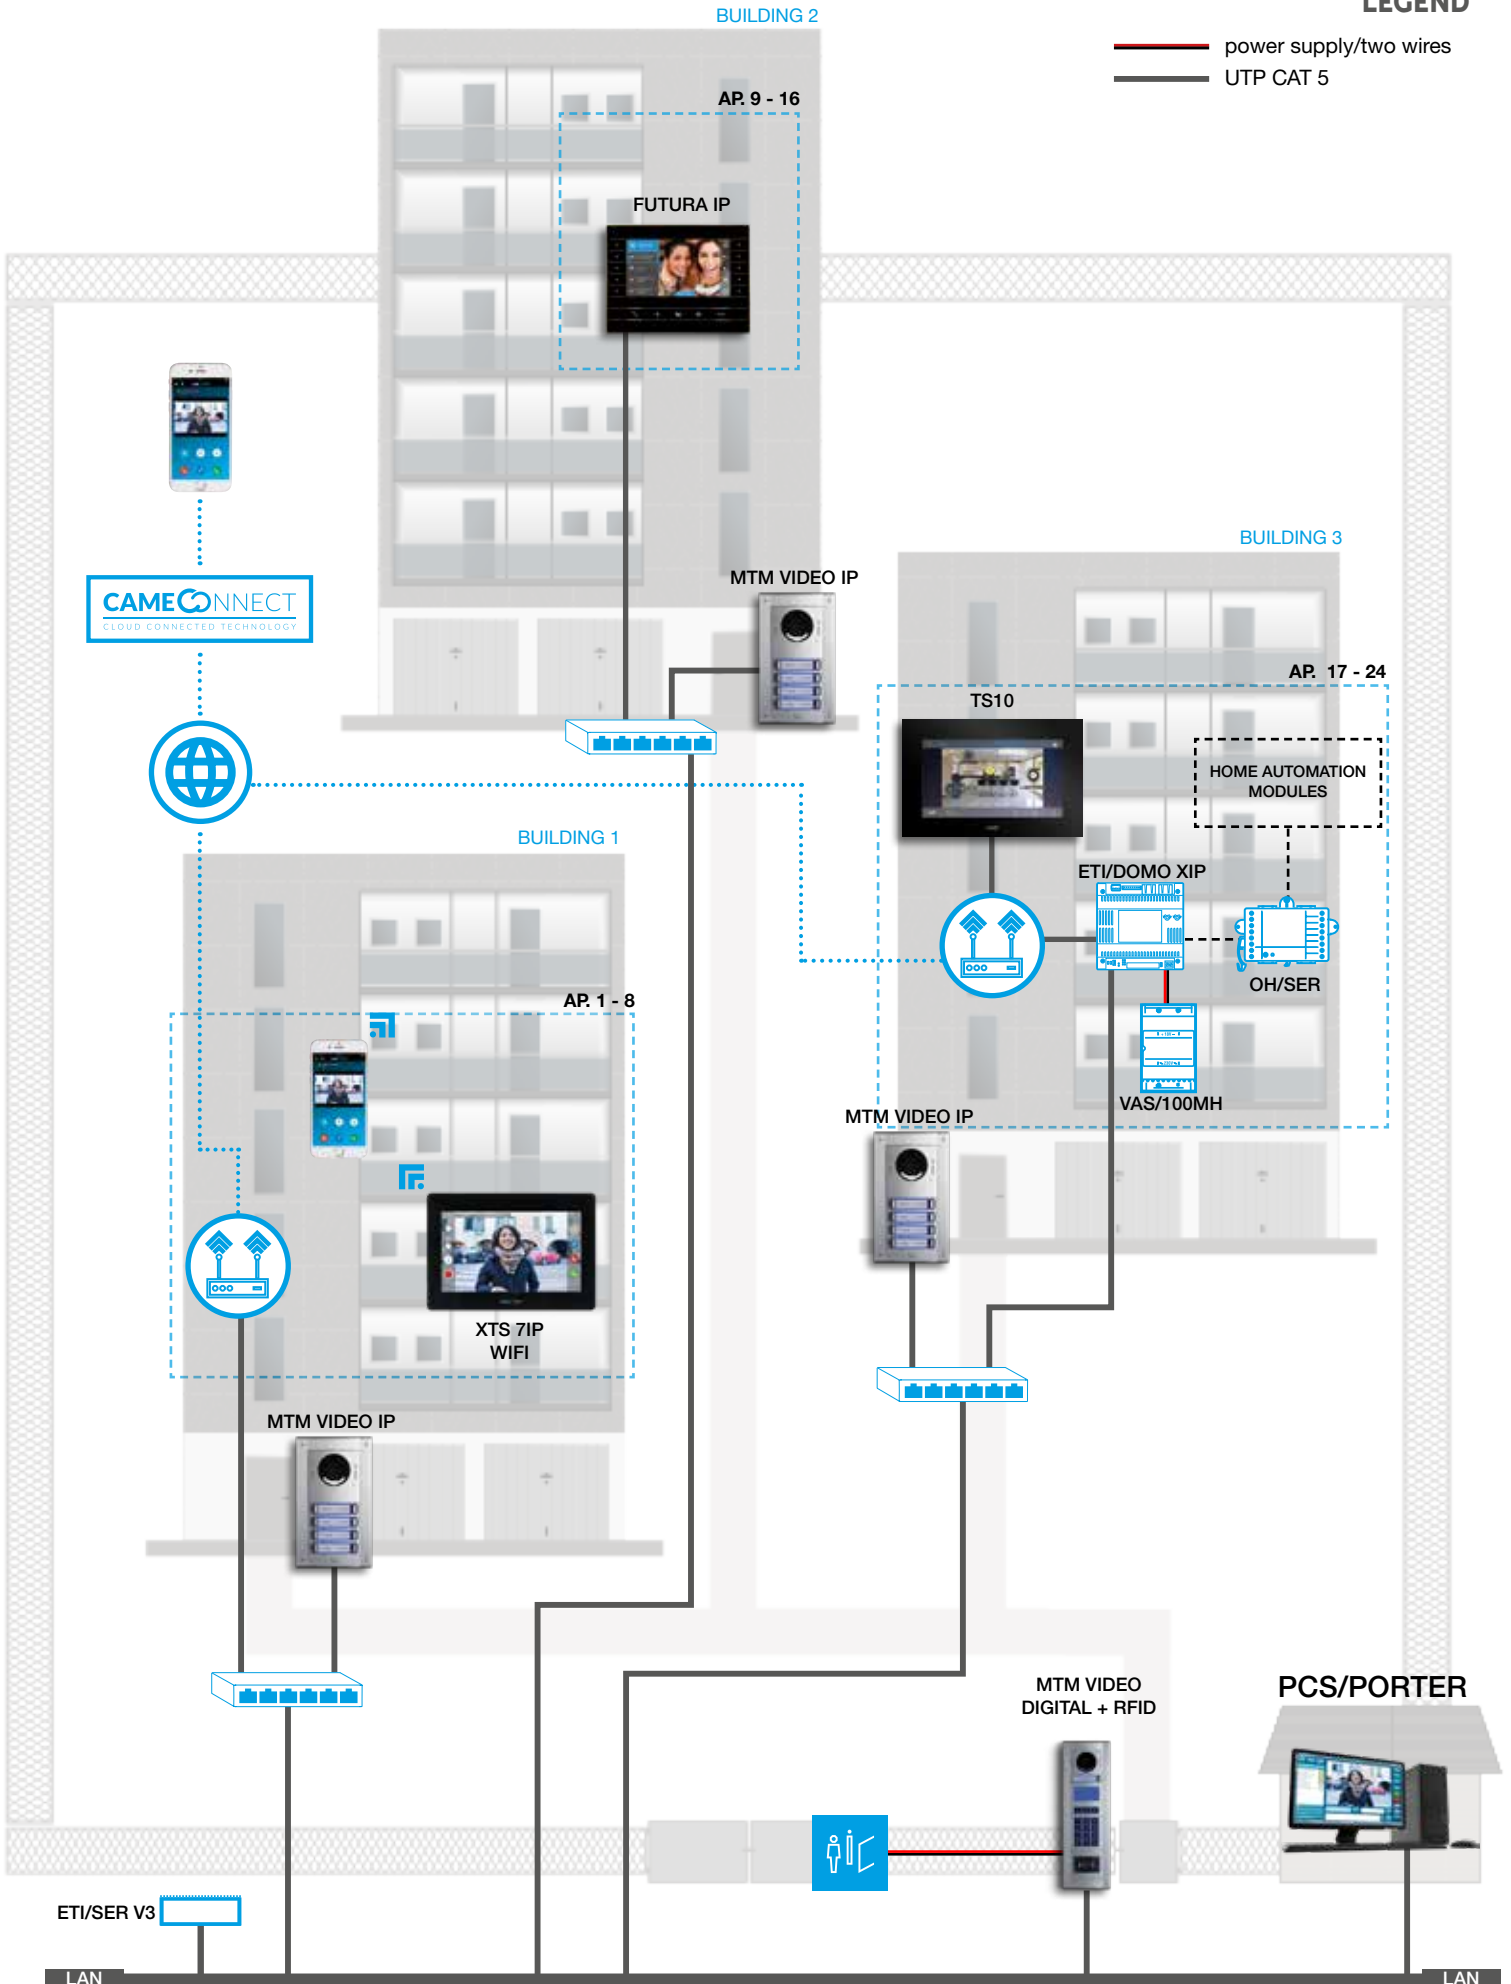 BUILDING 2
LEGEND
power supply/two wires
UTP CAT 5
AP. 9 - 16
FUTURA IP
CAMECONNECT
CLOUD CONNECTED TECHNOLOGY
MTM VIDEO IP
BUILDING 3
AP. 17 - 24
TS10
HOME AUTOMATION
MODULES
ETI/DOMO XIP
OH/SER
VAS/100MH
MTM VIDEO IP
BUILDING 1
AP. 1 - 8
XTS 7IP
WIFI
MTM VIDEO IP
MTM VIDEO
DIGITAL + RFID
PCS/PORTER
ETI/SER V3
LAN
LAN